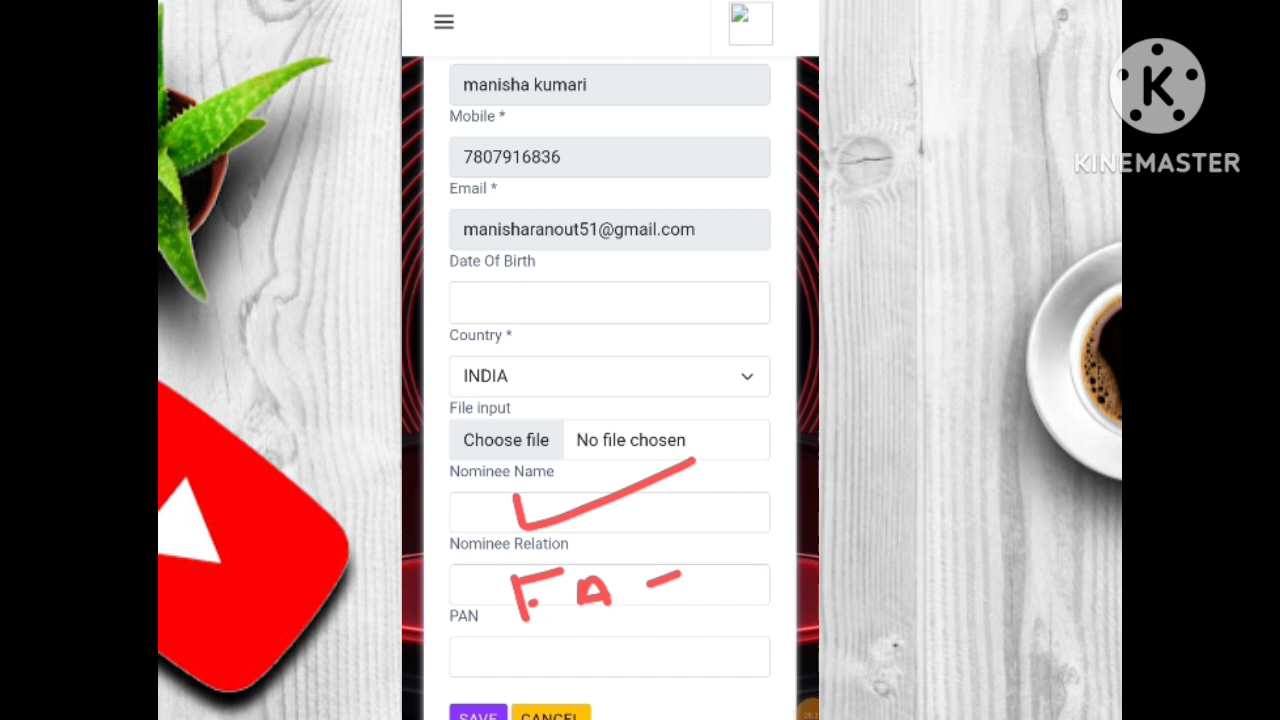 manisha kumari
Mobile *
7807916836
Email *
manisharanout51@gmail.com
Date Of Birth
Country *
INDIA
File input
Choose file No file chosen
Nominee Name
Nominee Relation
FA -
PAN
SAVE CANCEL
K
KINEMASTER